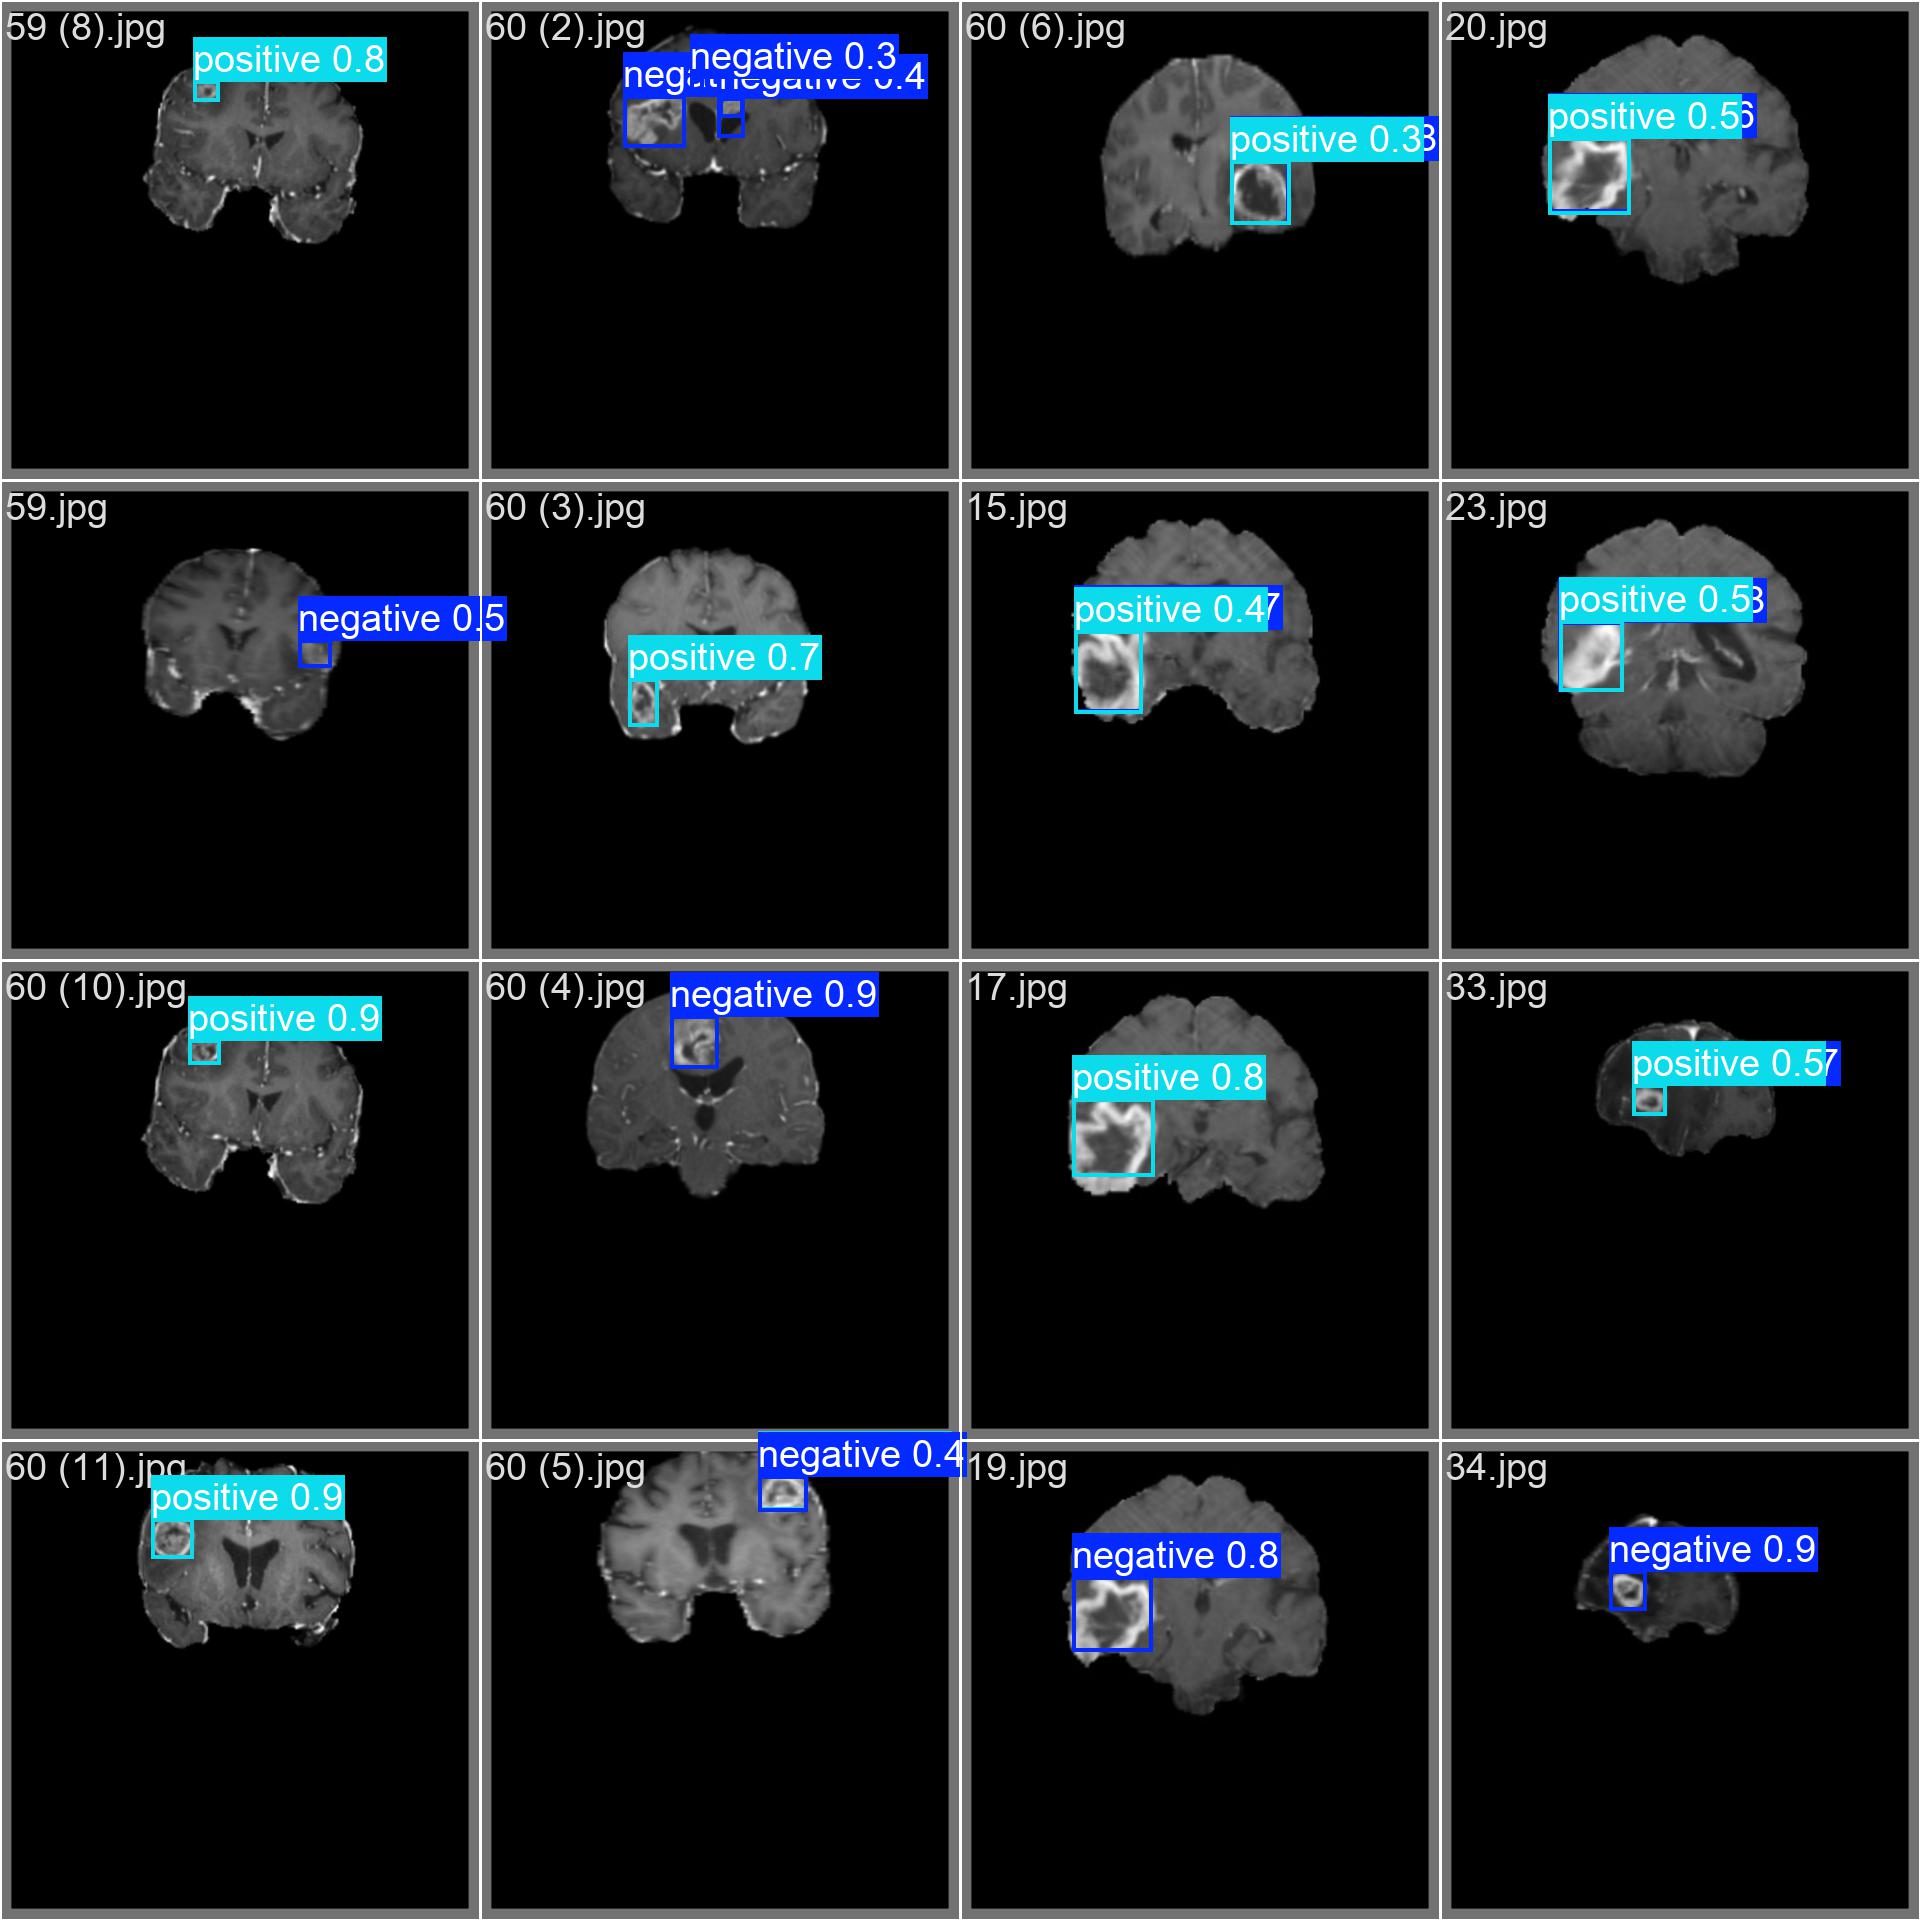 59 (8).jpg
positive 0.8
60 (2).jpg
negative 0.3
negative 0.4
60 (6).jpg
positive 0.3
20.jpg
positive 0.5
59.jpg
negative 0.5
60 (3).jpg
positive 0.7
15.jpg
positive 0.4
23.jpg
positive 0.5
60 (10).jpg
positive 0.9
60 (4).jpg
negative 0.9
17.jpg
positive 0.8
33.jpg
positive 0.5
60 (11).jpg
positive 0.9
60 (5).jpg
negative 0.4
19.jpg
negative 0.8
34.jpg
negative 0.9